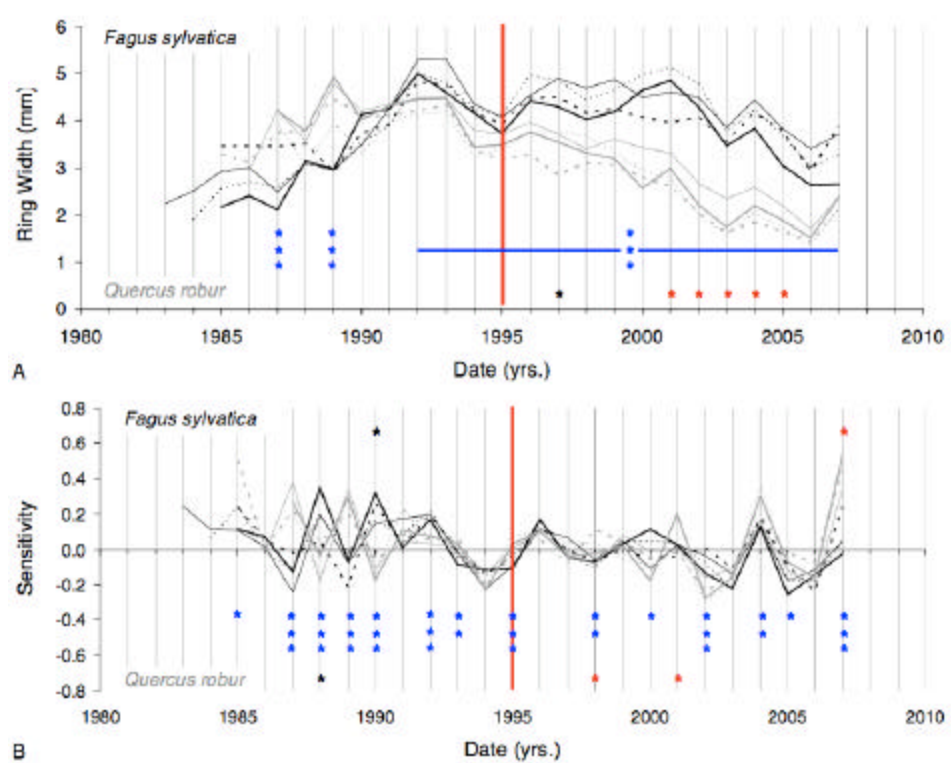 6
Fagus sylvatica
5
4
3
2
1
Quercus robur
0
Ring Width (mm)
1980 1985 1990 1995 2000 2005 2010
A
Date (yrs.)
0.8
Fagus sylvatica
0.6
0.4
0.2
0.0
-0.2
-0.4
-0.6
Quercus robur
-0.8
Sensitivity
1980 1985 1990 1995 2000 2005 2010
B
Date (yrs.)